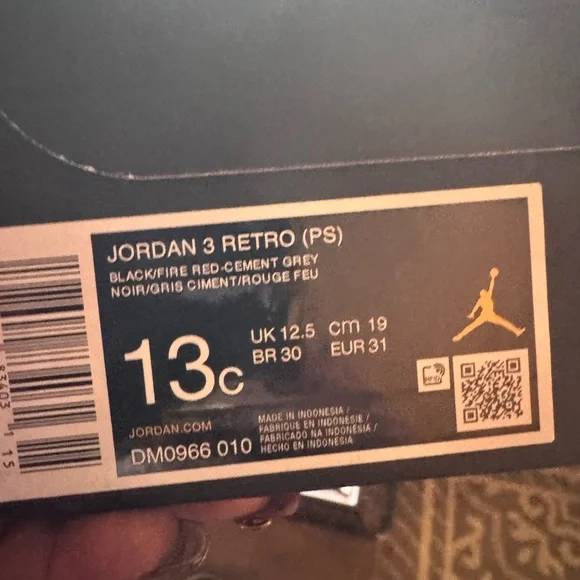 JORDAN 3 RETRO (PS)
BLACK/FIRE RED-CEMENT GREY
NOIR/GRIS CIMENT/ROUGE FEU
13C
UK 12.5 cm 19
BR 30 EUR 31
JORDAN.COM
DM0966 010
MADE IN INDONESIA /
FABRIQUE EN INDONESIE /
FABRICADO NA INDONESIA /
HECHO EN INDONESIA